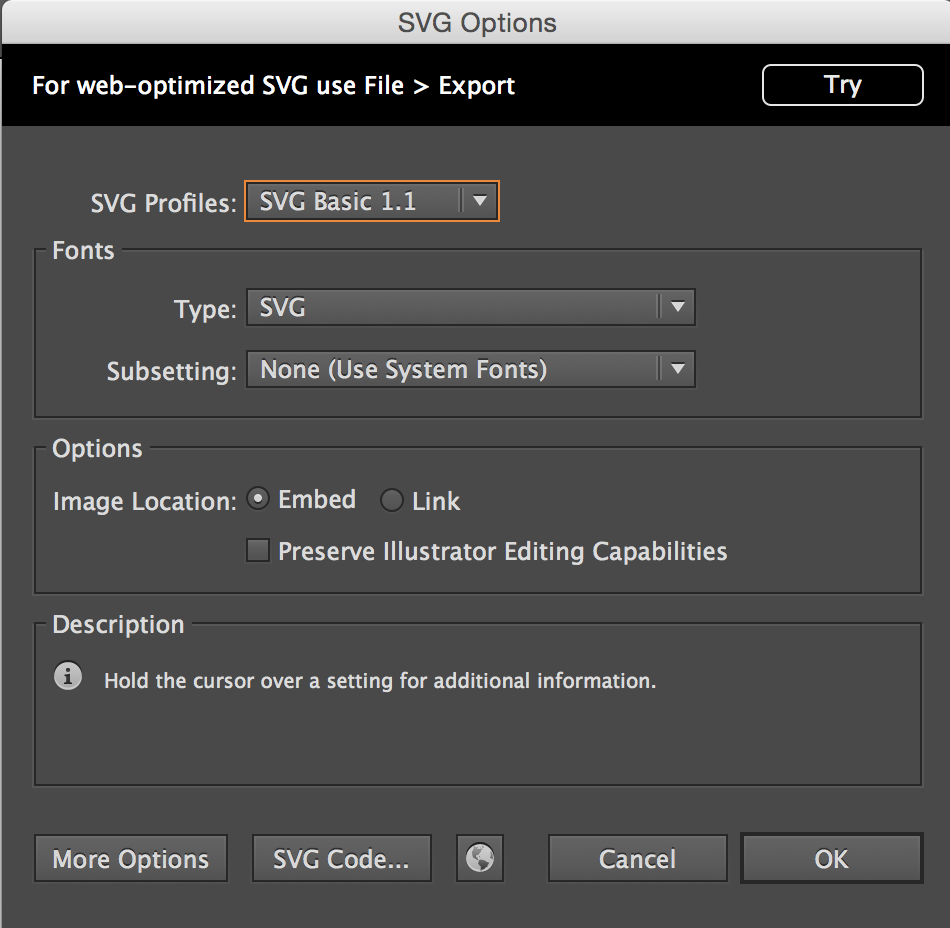 SVG Options
For web-optimized SVG use File > Export
Try
SVG Profiles: SVG Basic 1.1
Fonts
Type: SVG
Subsetting: None (Use System Fonts)
Options
Image Location: Embed Link
Preserve Illustrator Editing Capabilities
Description
Hold the cursor over a setting for additional information.
More Options SVG Code... Cancel OK